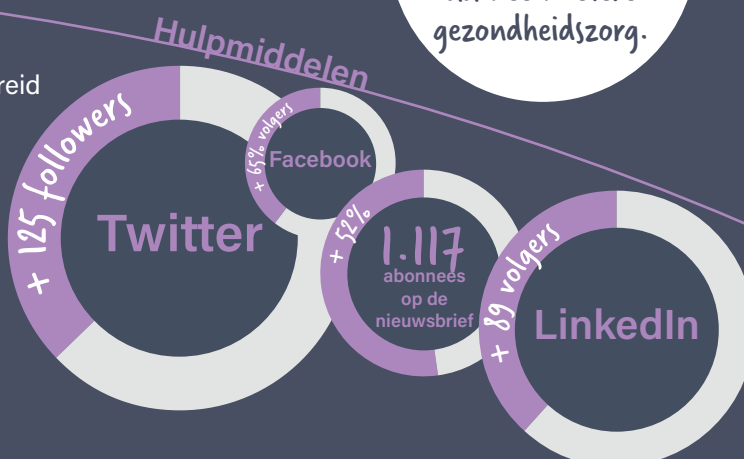 gezondheidszorg.
Hulpmiddelen
reid
+ 125 followers
Twitter
+ 65% volgers
Facebook
+ 52%
1.117
abonnees
op de
nieuwsbrief
+ 89 volgers
LinkedIn